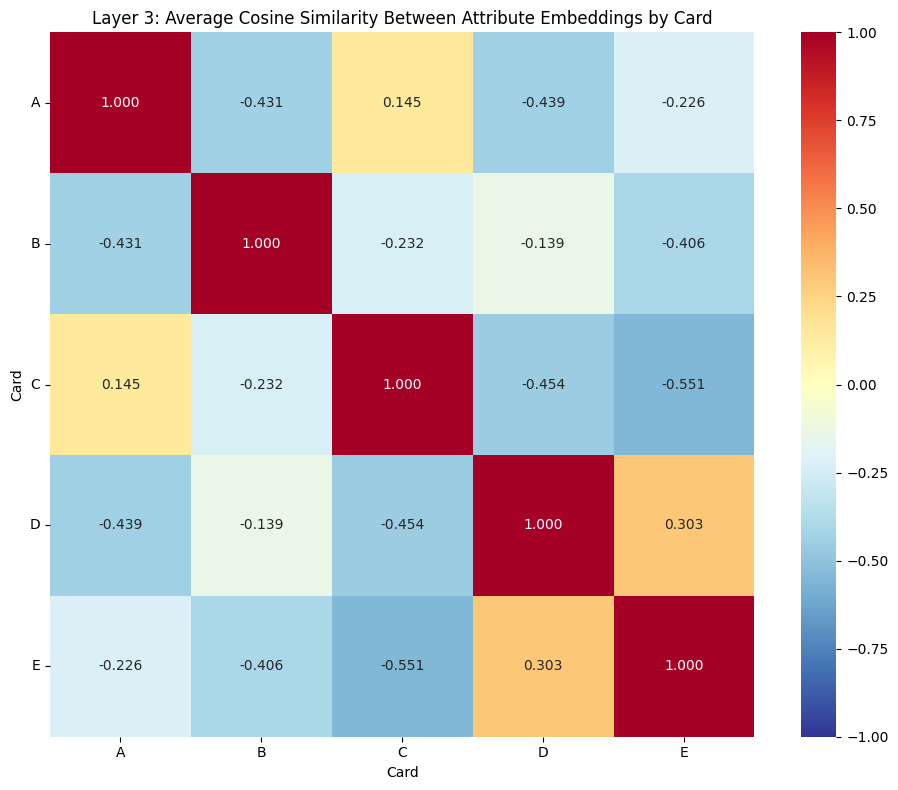 Layer 3: Average Cosine Similarity Between Attribute Embeddings by Card
A 1.000 -0.431 0.145 -0.439 -0.226
B -0.431 1.000 -0.232 -0.139 -0.406
C 0.145 -0.232 1.000 -0.454 -0.551
D -0.439 -0.139 -0.454 1.000 0.303
E -0.226 -0.406 -0.551 0.303 1.000
A B C D E
Card
Card
1.00
0.75
0.50
0.25
0.00
−0.25
−0.50
−0.75
−1.00